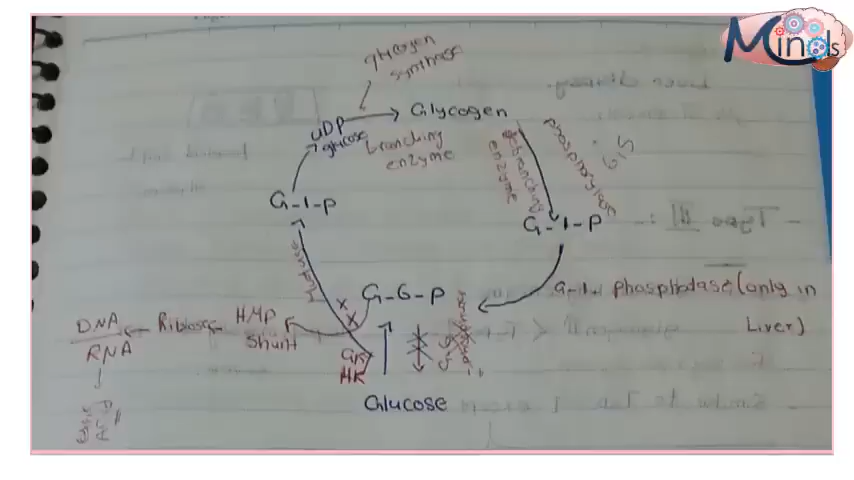 Minds
glycogen
synthase
UDP
glucose
Glycogen
branching
enzyme
debranching
enzyme
phosphorylase
G-1-P
G-1-P
Mutase
G-6-P
G-1- phosphatase (only in
Liver)
DNA
RNA
Ribose
HMP
Shunt
GK
HK
Glucose